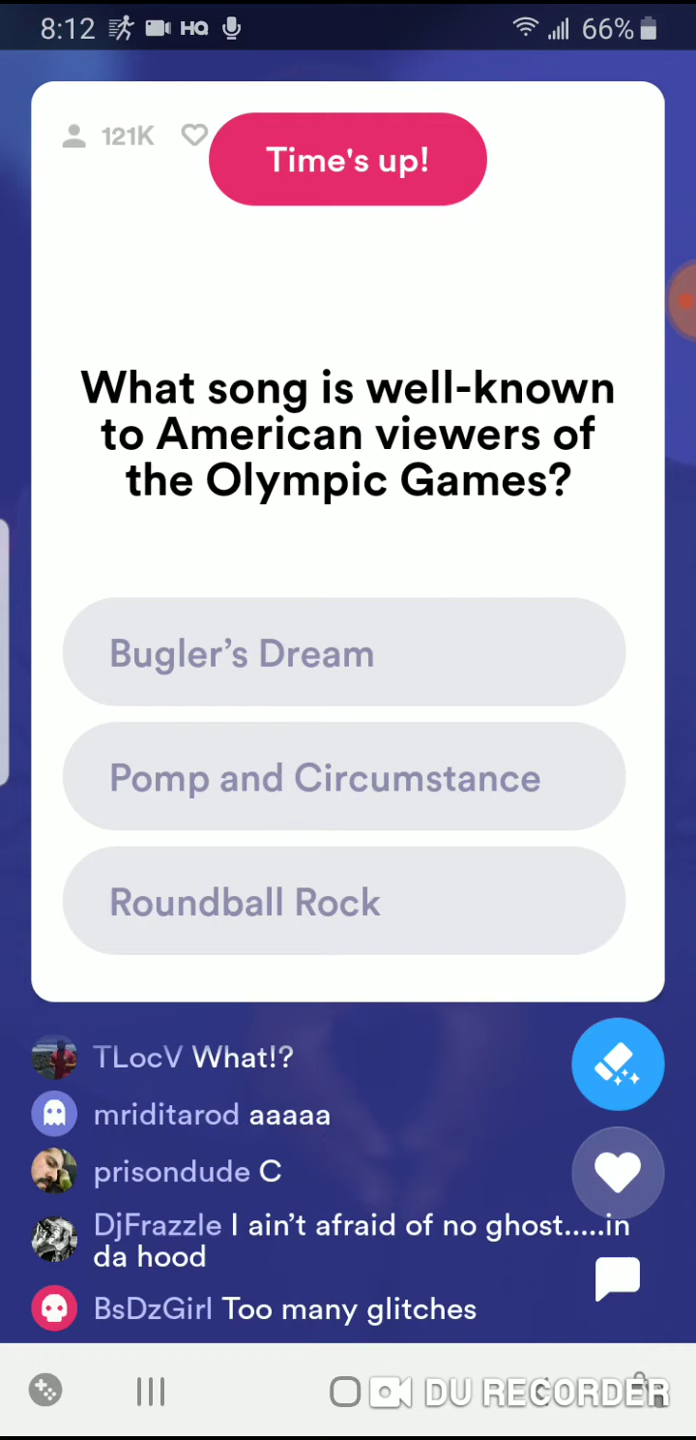 8:12 HQ 66%
121K
Time's up!
What song is well-known
to American viewers of
the Olympic Games?
Bugler’s Dream
Pomp and Circumstance
Roundball Rock
TLocV What!?
mriditarod aaaaa
prisondude C
DjFrazzle I ain’t afraid of no ghost.....in
da hood
BsDzGirl Too many glitches
DU RECORDER